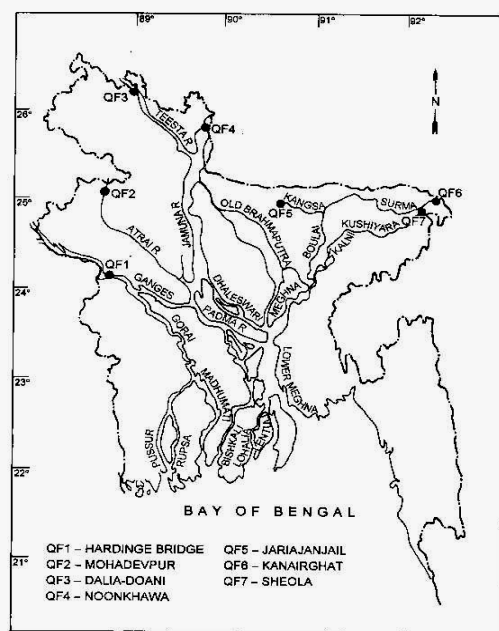 89° 90° 91° 92°
26°
25°
24°
23°
22°
21°
N
QF3
TEESTA R
QF4
QF2
ATRAI R
JAMNAR
OLD BRAHMAPUTRA
QF5
KANGSA
BOULAI
SURMA
QF6
QF7
KUSHIYARA
KALNI
QF1
GANGES
GORAI
PADMA R
DHALESWARI
MEGHNA
LOWER MEGHNA
MADHUMATI
PUSSUR
RUPSA
BISHKALI
LOHALIA
BAY OF BENGAL
QF1 – HARDINGE BRIDGE QF5 – JARIAJANJAIL
QF2 – MOHADEVPUR QF6 – KANAIRGHAT
QF3 – DALIA-DOANI QF7 – SHEOLA
QF4 – NOONKHAWA